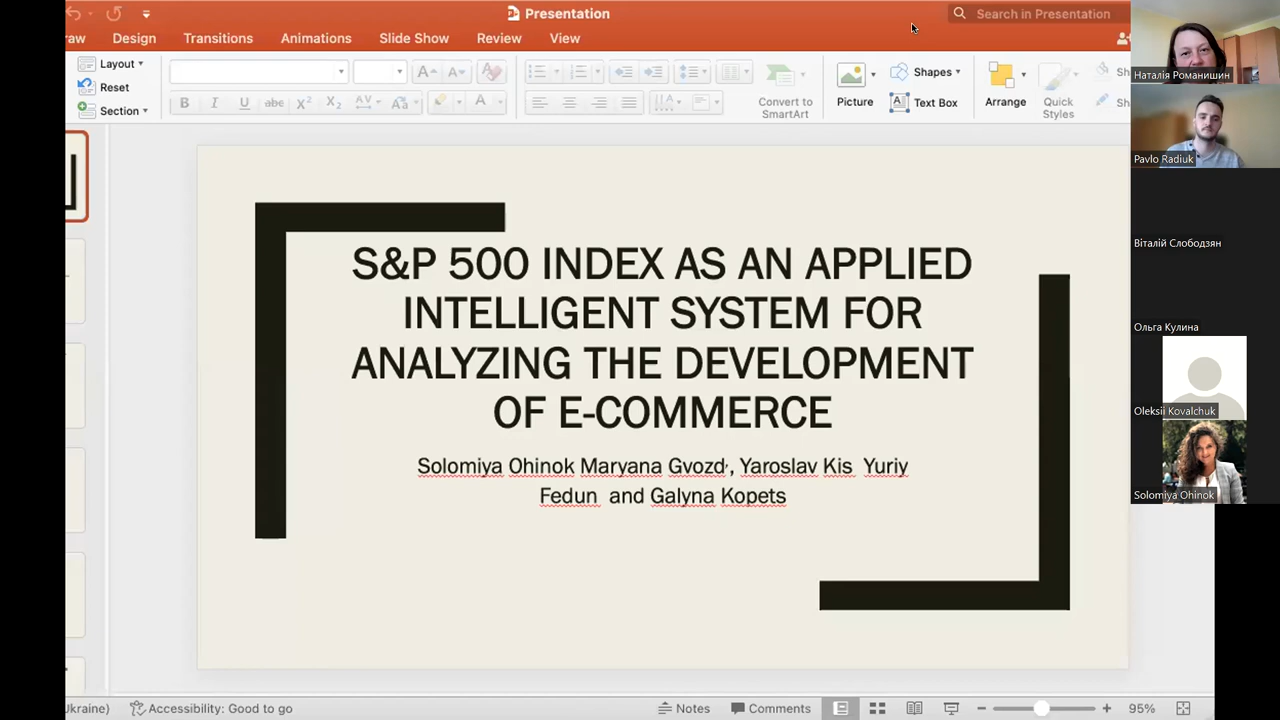 Presentation
Search in Presentation
raw Design Transitions Animations Slide Show Review View
Layout
Reset
Section
Convert to
SmartArt
Picture
Shapes
Text Box
Arrange
Quick
Styles
Sh
Sh
S&P 500 INDEX AS AN APPLIED
INTELLIGENT SYSTEM FOR
ANALYZING THE DEVELOPMENT
OF E-COMMERCE
Solomiya Ohinok Maryana Gvozd, , Yaroslav Kis Yuriy
Fedun and Galyna Kopets
Наталія Романишин
Pavlo Radiuk
Віталій Слободзян
Ольга Кулина
Oleksii Kovalchuk
Solomiya Ohinok
Ukraine) Accessibility: Good to go Notes Comments 95%